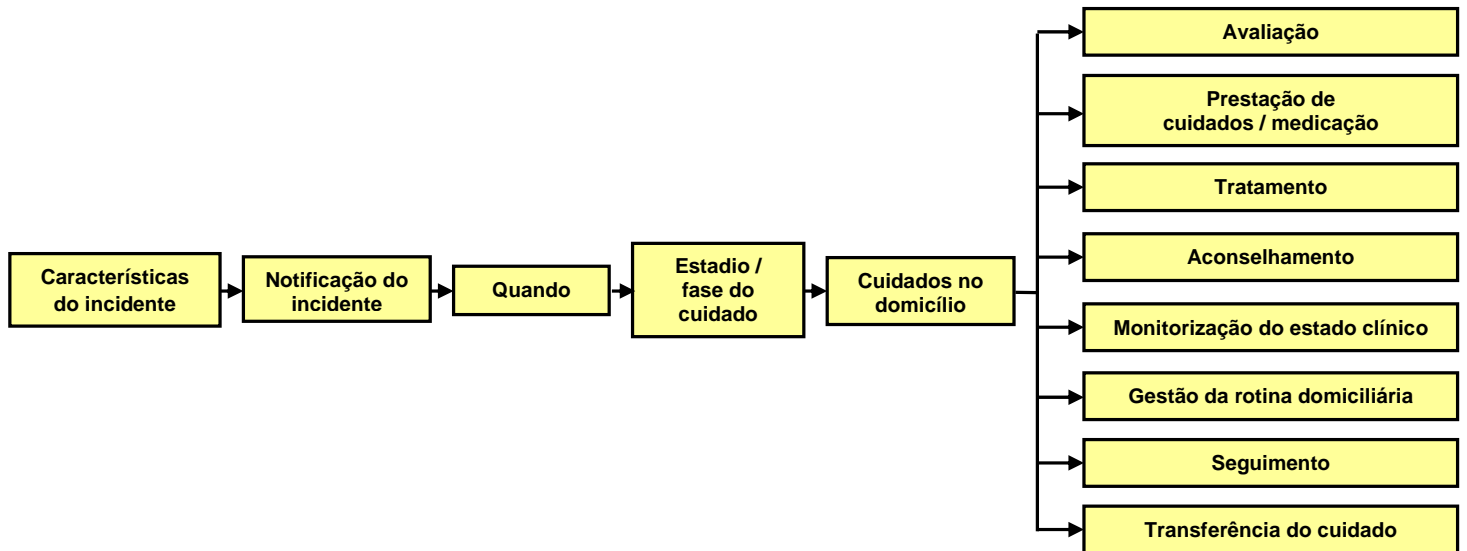 Características
do incidente
Notificação do
incidente
Quando
Estadio /
fase do
cuidado
Cuidados no
domicílio
Avaliação
Prestação de
cuidados / medicação
Tratamento
Aconselhamento
Monitorização do estado clínico
Gestão da rotina domiciliária
Seguimento
Transferência do cuidado